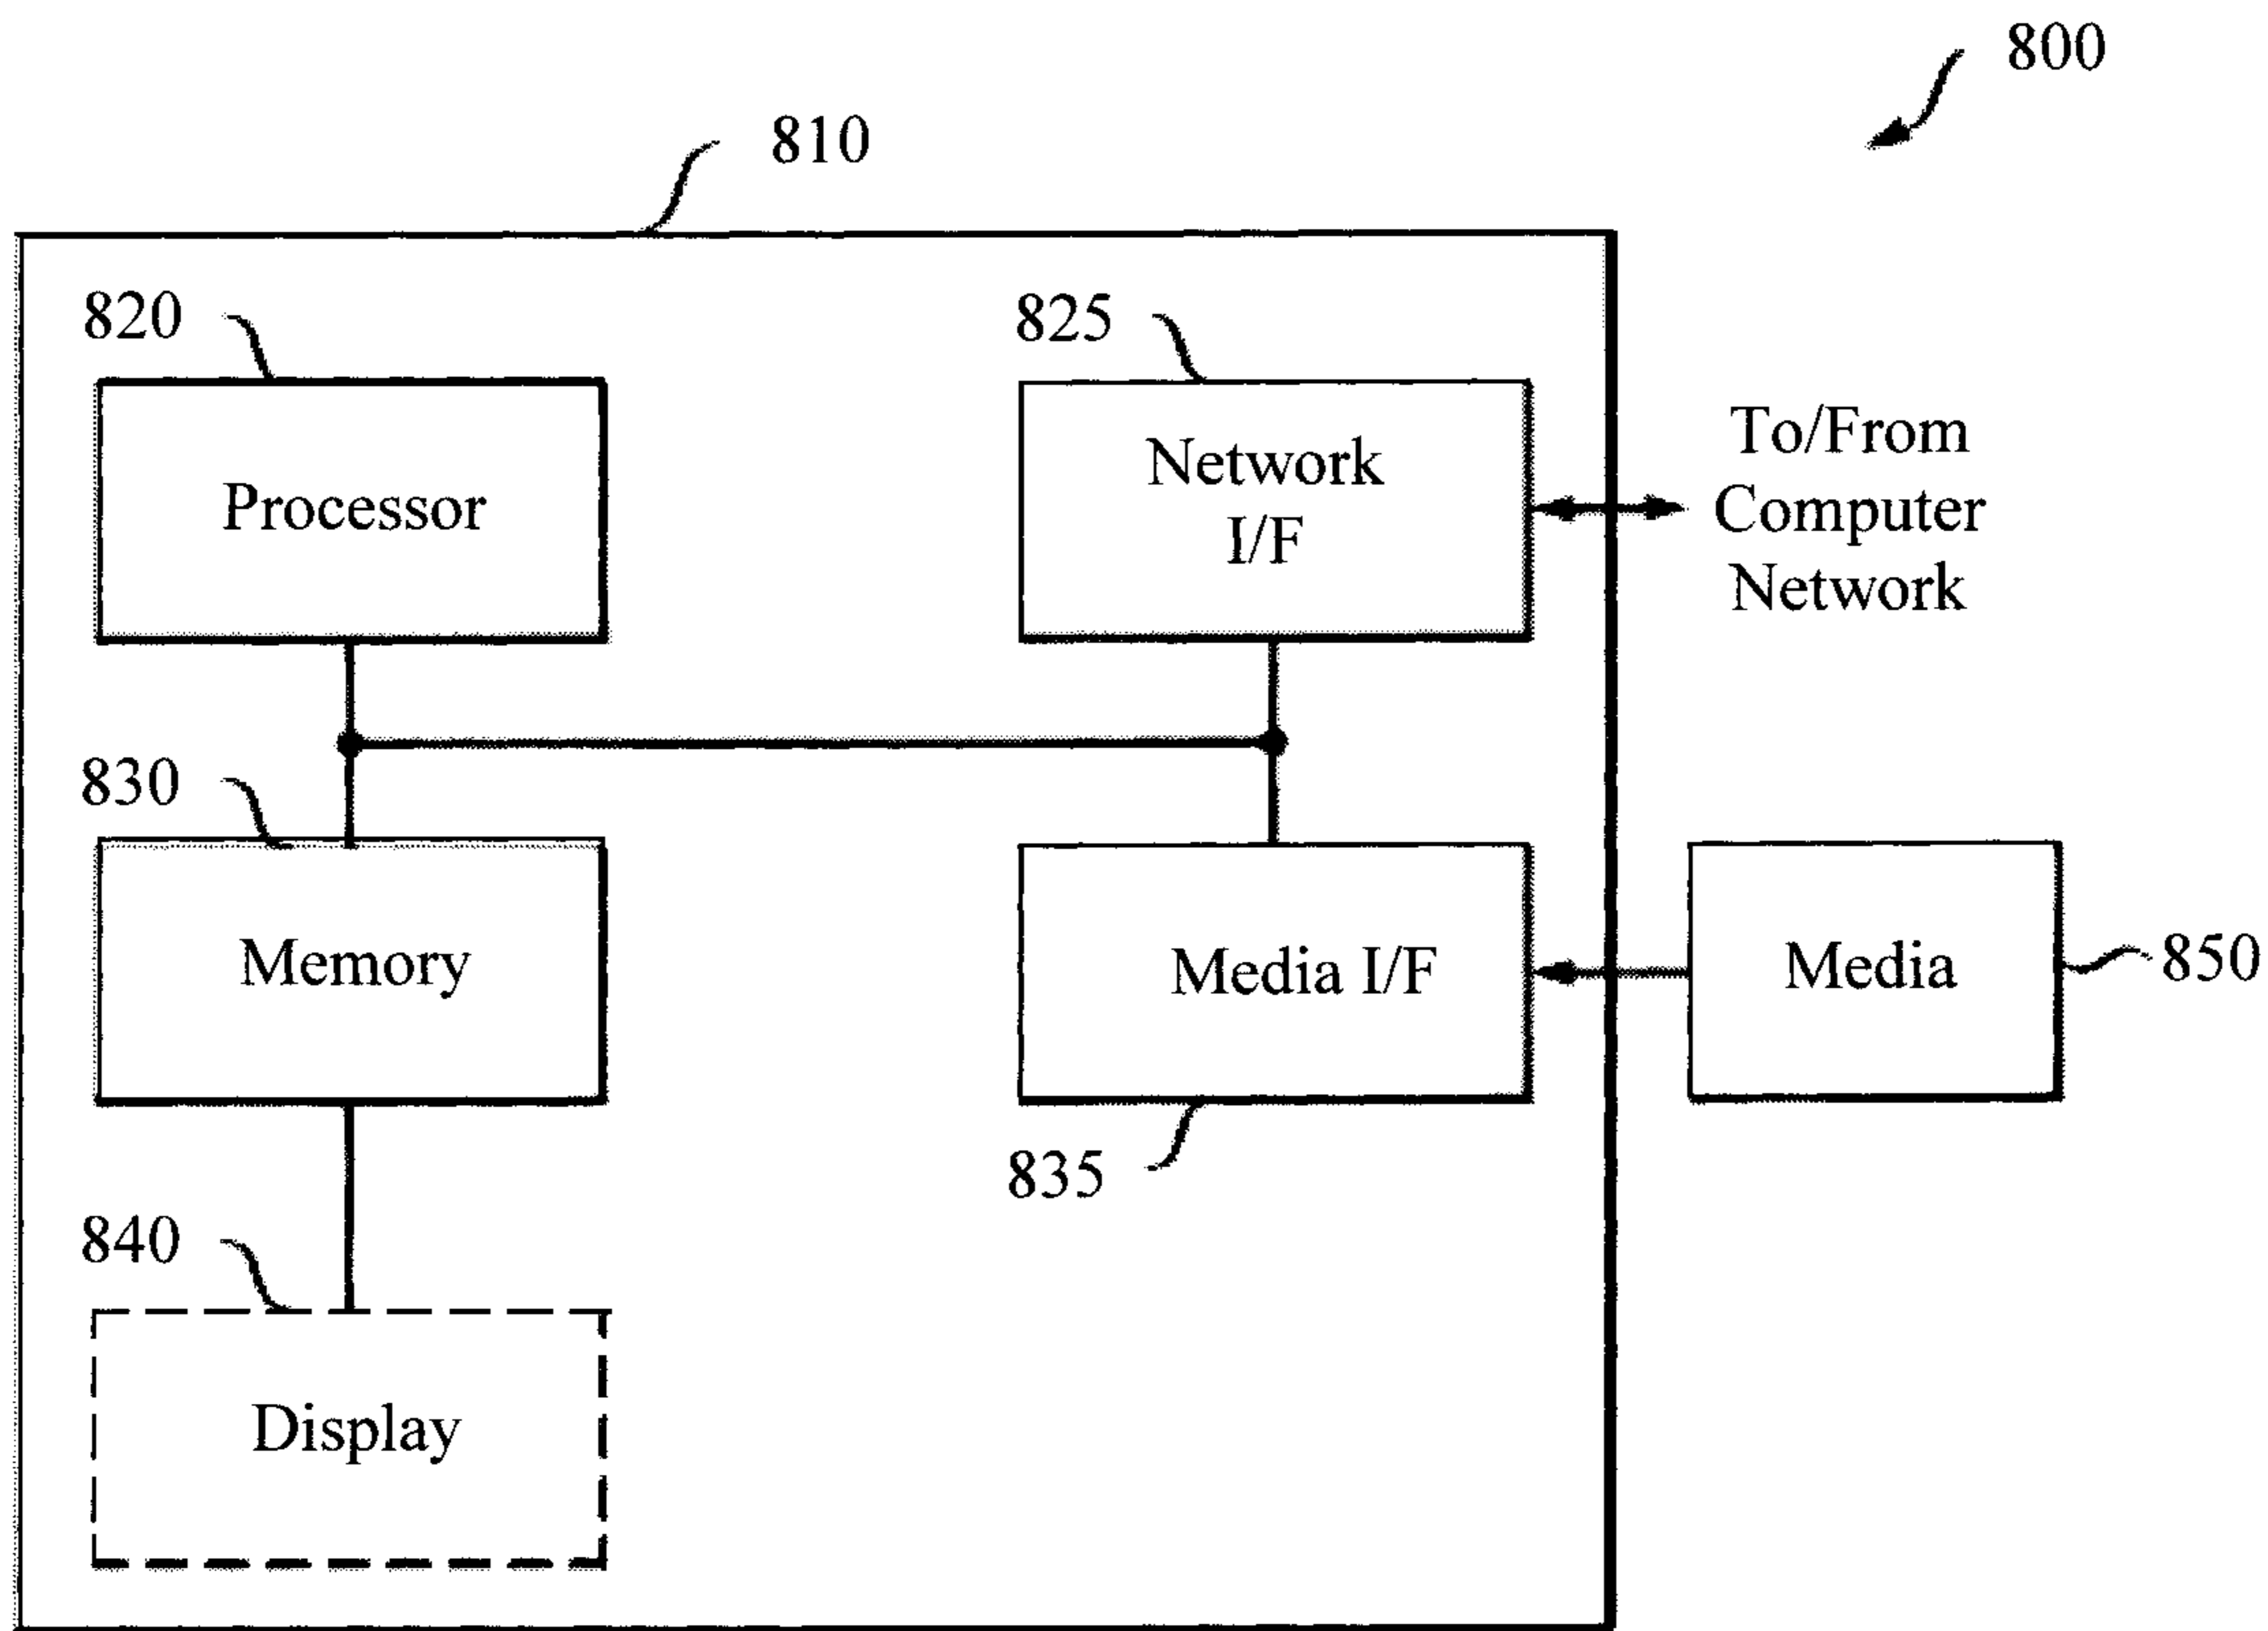 800
810
820
825
Processor
Network
I/F
To/From
Computer
Network
830
Memory
Media I/F
Media
850
835
840
Display